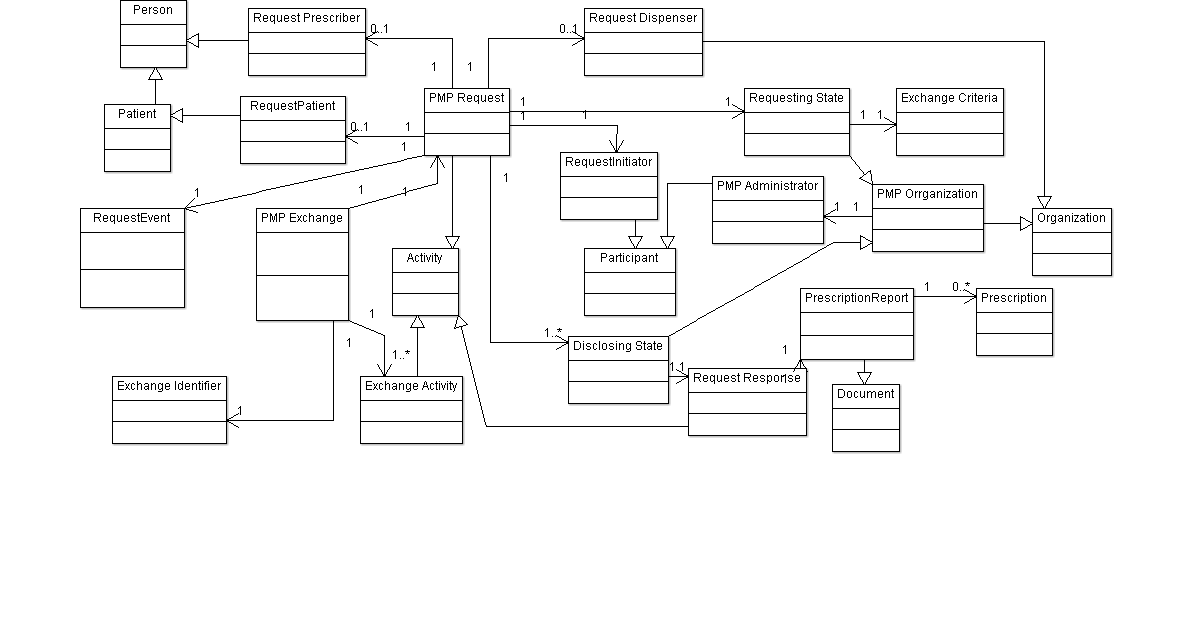 Person
Request Prescriber
Request Dispenser
0..1
0..1
1
1
PMP Request
Requesting State
Exchange Criteria
Patient
RequestPatient
1
1
1
1
1
1
0..1
1
1
RequestInitiator
1
PMP Administrator
PMP Orrganization
1
1
1
1
1
RequestEvent
PMP Exchange
Organization
Activity
Participant
1
0..*
PrescriptionReport
Prescription
1
1
1..*
Disclosing State
1
1..*
1
1
1
Exchange Identifier
Exchange Activity
Request Response
1
Document
1